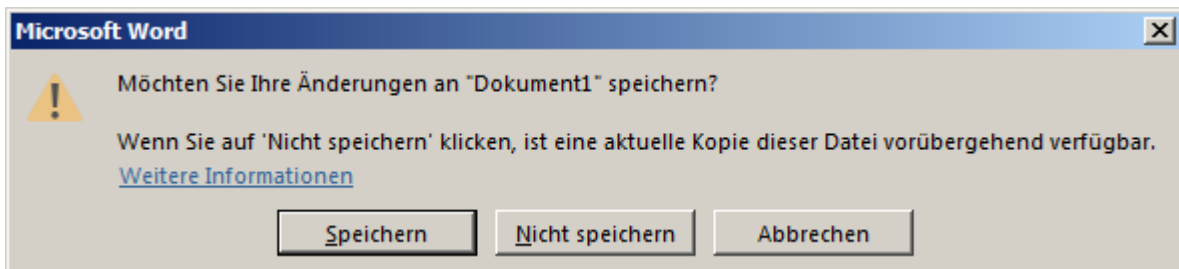 Microsoft Word
Möchten Sie Ihre Änderungen an "Dokument1" speichern?
Wenn Sie auf 'Nicht speichern' klicken, ist eine aktuelle Kopie dieser Datei vorübergehend verfügbar.
Weitere Informationen
Speichern Nicht speichern Abbrechen